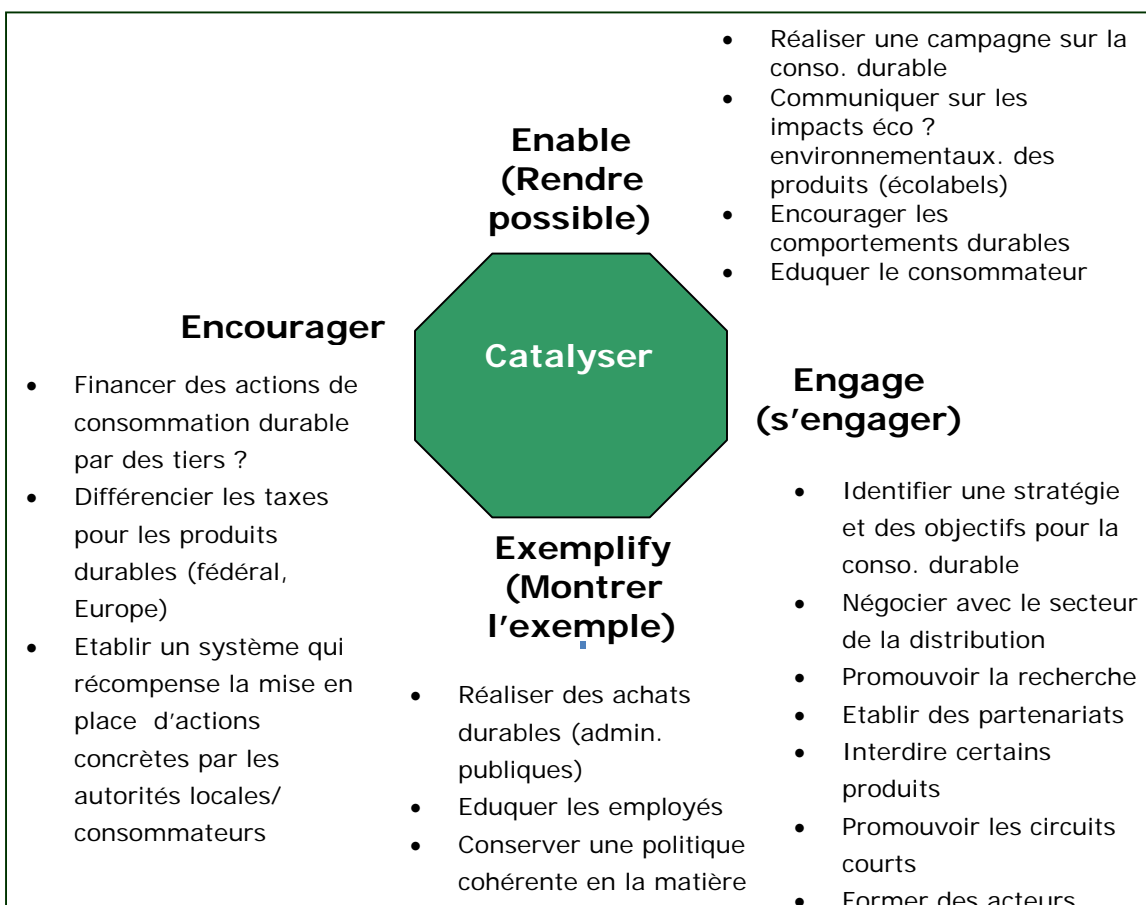 • Réaliser une campagne sur la
conso. durable
• Communiquer sur les
impacts éco ?
environnementaux. des
produits (écolabels)
• Encourager les
comportements durables
• Eduquer le consommateur
Enable
(Rendre
possible)
Encourager
• Financer des actions de
consommation durable
par des tiers ?
• Différencier les taxes
pour les produits
durables (fédéral,
Europe)
• Etablir un système qui
récompense la mise en
place d'actions
concrètes par les
autorités locales/
consommateurs
Catalyser
Engage
(s'engager)
• Identifier une stratégie
et des objectifs pour la
conso. durable
• Négocier avec le secteur
de la distribution
• Promouvoir la recherche
• Etablir des partenariats
• Interdire certains
produits
• Promouvoir les circuits
courts
• Former des acteurs
Exemplify
(Montrer
l'exemple)
• Réaliser des achats
durables (admin.
publiques)
• Eduquer les employés
• Conserver une politique
cohérente en la matière